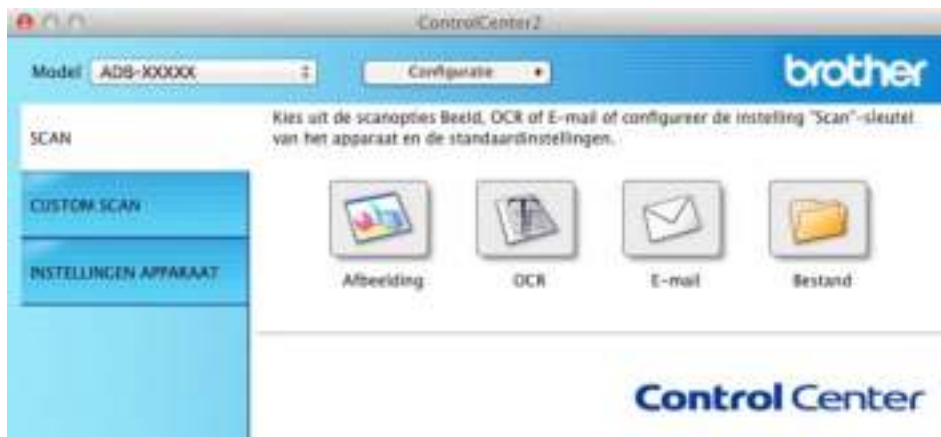 ControlCenter2
Model ADB-XXXXX Configuratie brother
SCAN
Kies uit de scanopties Beeld, OCR of E-mail of configureer de instelling "Scan"-sleutel
van het apparaat en de standaardinstellingen.
CUSTOM SCAN
INSTELLINGEN APPARAAT
Afbeelding OCR E-mail Bestand
Control Center